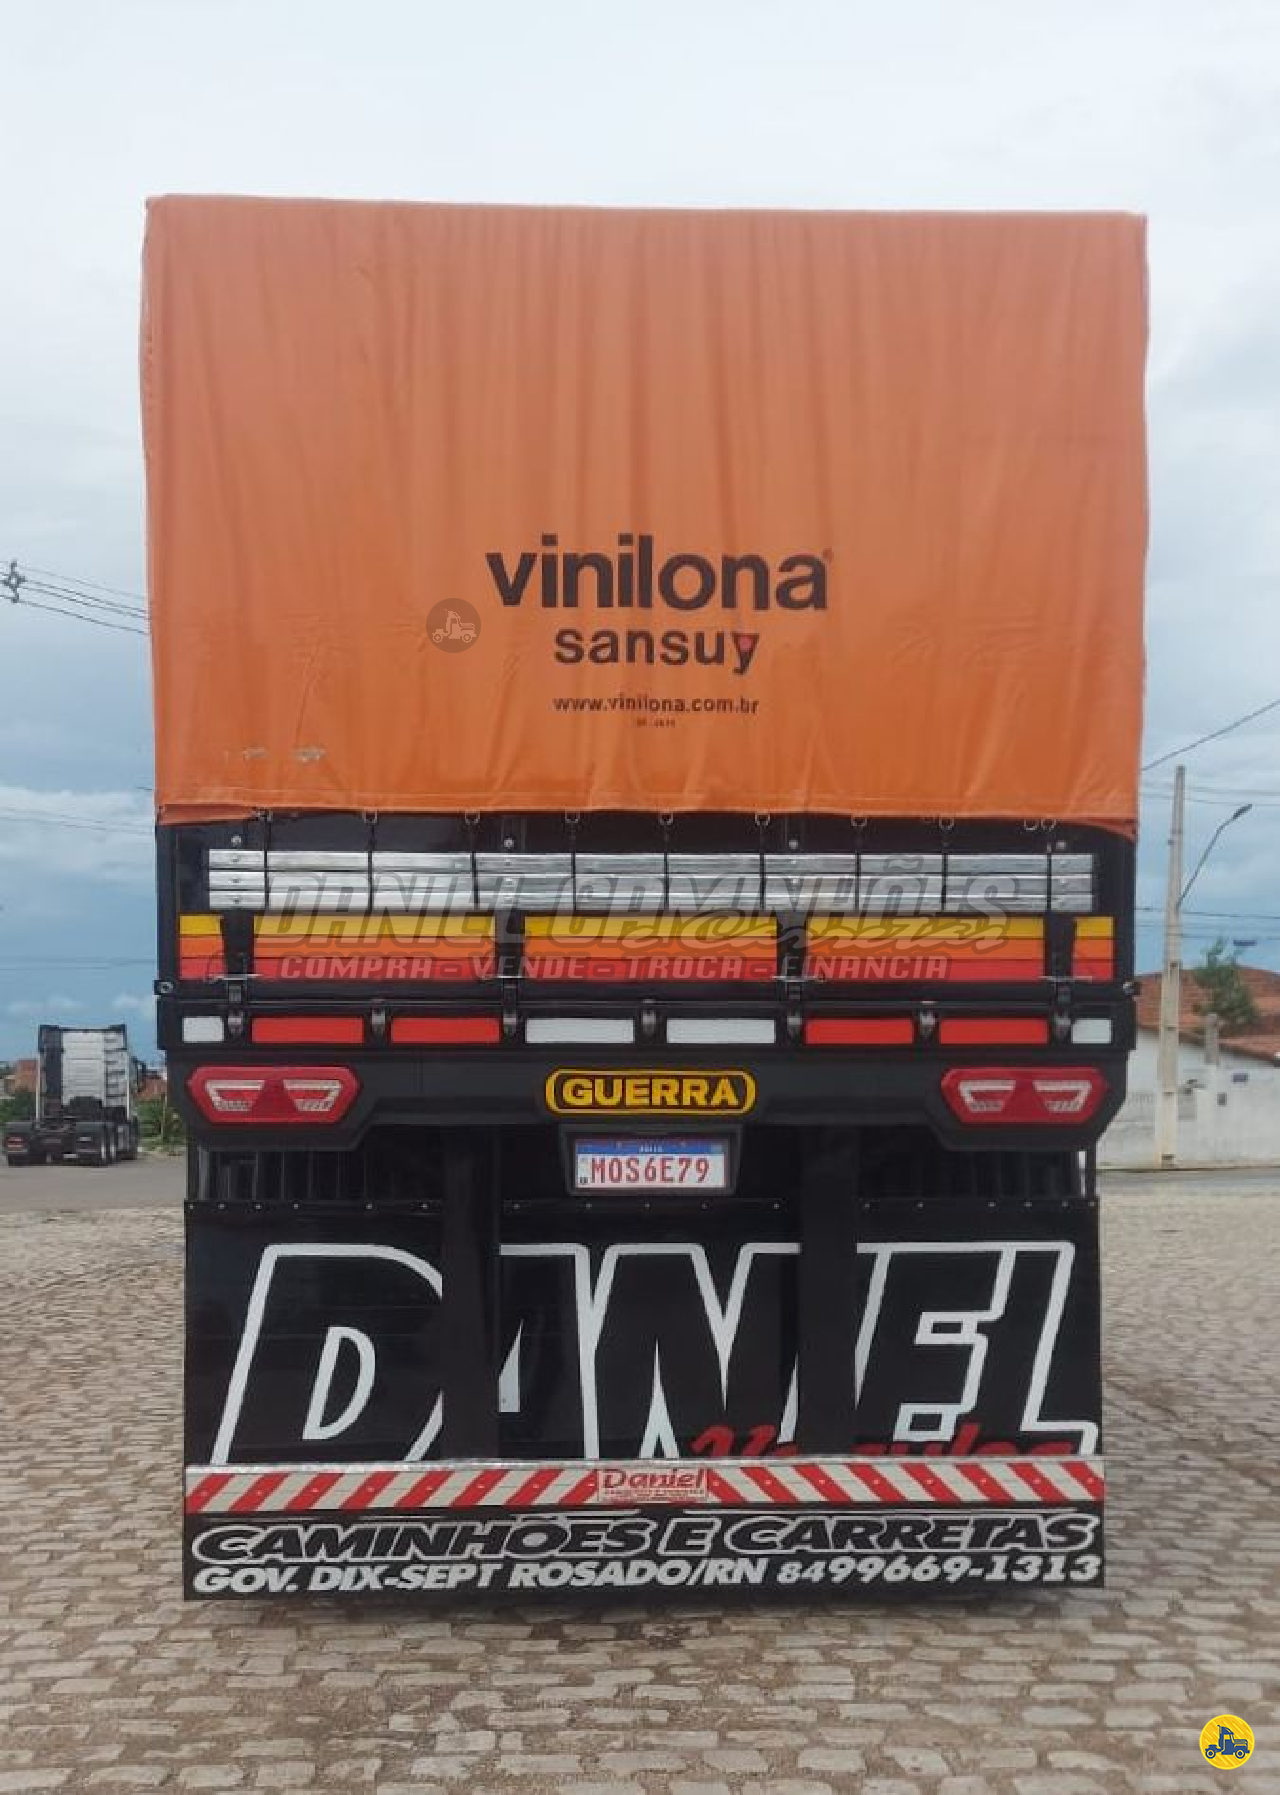 vinilona®
sansuy
www.vinilona.com.br
DANIEL CAMINHÕES
e Carretas
COMPRA - VENDE - TROCA - FINANCIA
GUERRA
MOS6E79
DANIEL
Daniel
CAMINHÕES E CARRETAS
GOV. DIX-SEPT ROSADO/RN 8499669-1313